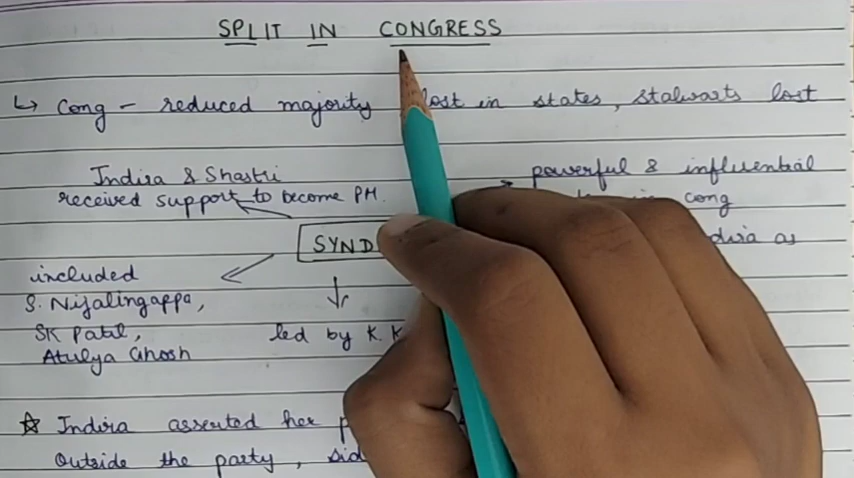 SPLIT IN CONGRESS
↳ Cong - reduced majority lost in states, stalwarts lost
Indira & Shastri
received support to become PM.
powerful & influential
in cong
as
SYND
included
S. Nijalingappa,
SK Patil,
Atulya Ghosh
led by K. K
☆ Indira asserted her
Outside the party,